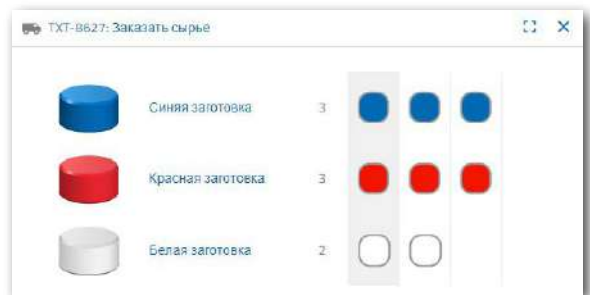 TXT-8627: Заказать сырье
Синяя заготовка 3
Красная заготовка 3
Белая заготовка 2